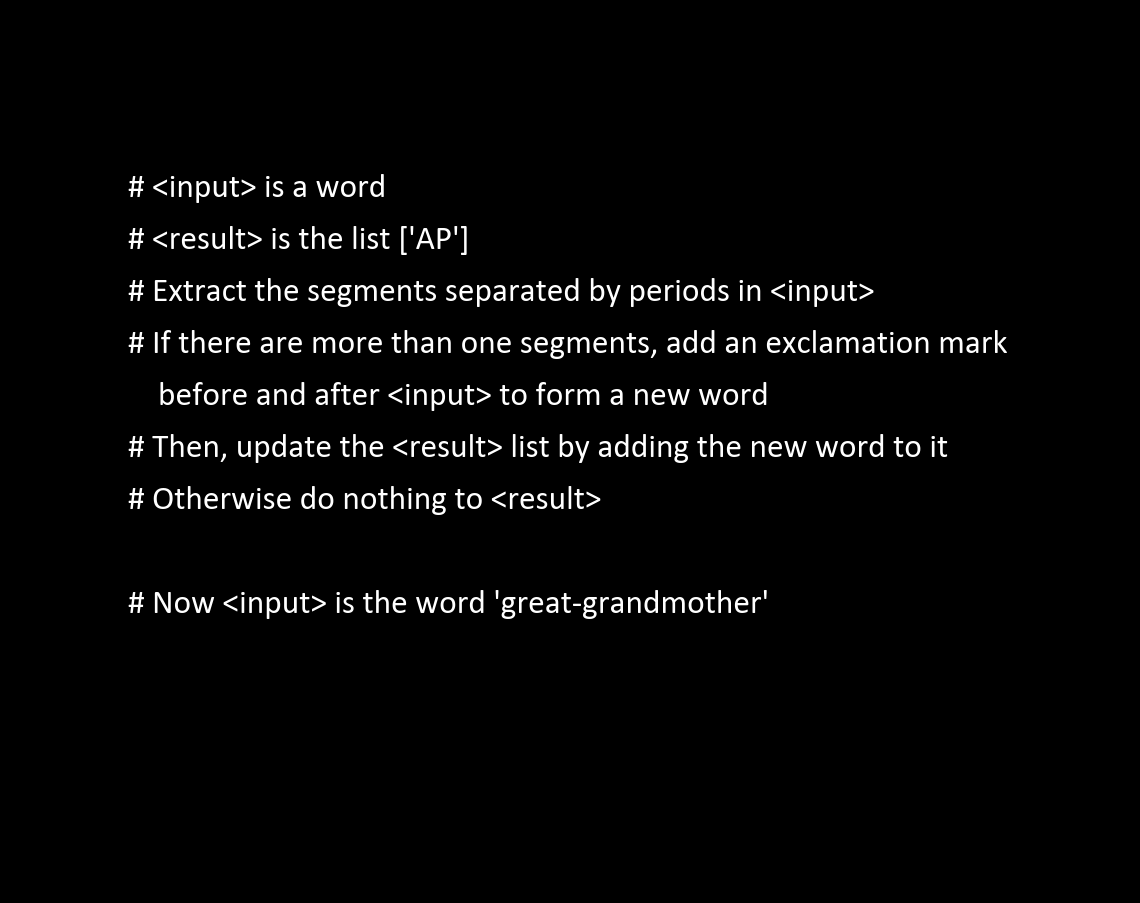 # <input> is a word
# <result> is the list ['AP']
# Extract the segments separated by periods in <input>
# If there are more than one segments, add an exclamation mark
before and after <input> to form a new word
# Then, update the <result> list by adding the new word to it
# Otherwise do nothing to <result>
# Now <input> is the word 'great-grandmother'